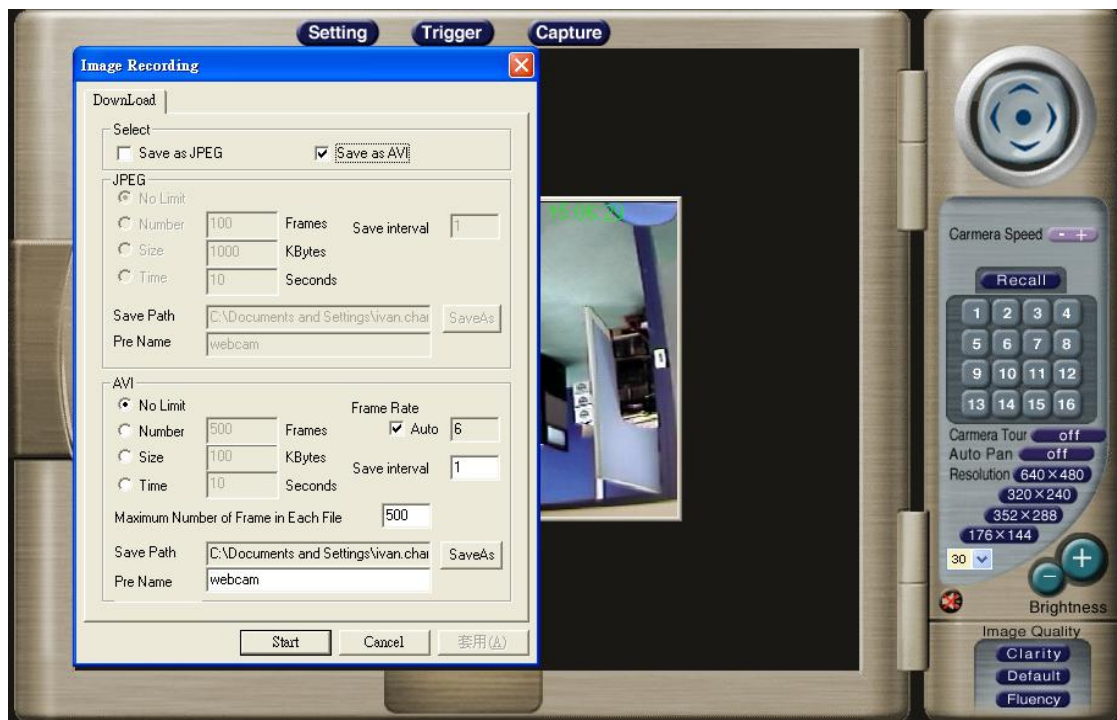 Setting Trigger Capture
Image Recording
DownLoad
Select
Save as JPEG Save as AVI
JPEG
No Limit
Number 100 Frames Save interval 1
Size 1000 KBytes
Time 10 Seconds
Save Path C:\Documents and Settings\ivan.char SaveAs
Pre Name webcam
AVI
No Limit Frame Rate
Number 500 Frames Auto 6
Size 100 KBytes Save interval 1
Time 10 Seconds
Maximum Number of Frame in Each File 500
Save Path C:\Documents and Settings\ivan.char SaveAs
Pre Name webcam
Start Cancel 套用(A)
Carmera Speed - +
Recall
1 2 3 4
5 6 7 8
9 10 11 12
13 14 15 16
Carmera Tour off
Auto Pan off
Resolution 640×480
320×240
352×288
176×144
30
Brightness
Image Quality
Clarity
Default
Fluency